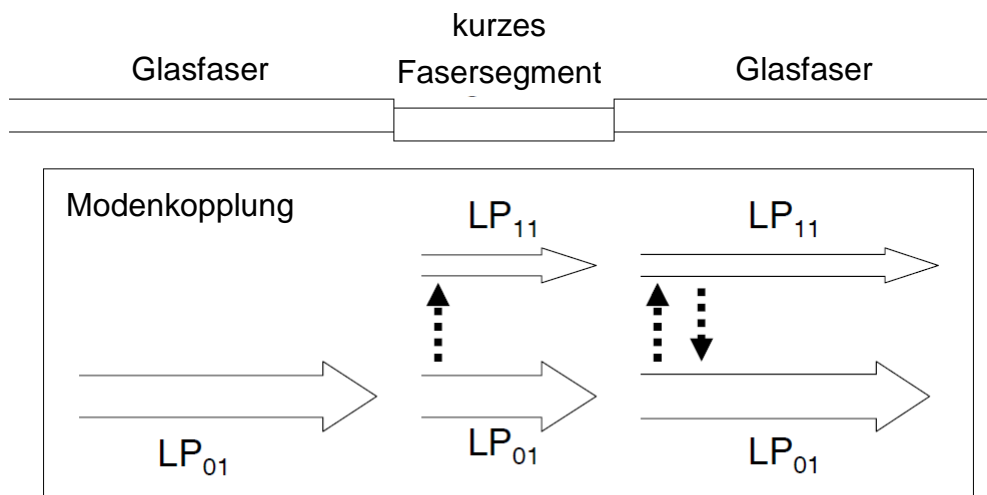 kurzes
Glasfaser Fasersegment Glasfaser
Modenkopplung
LP₁₁ LP₁₁
LP₀₁ LP₀₁ LP₀₁